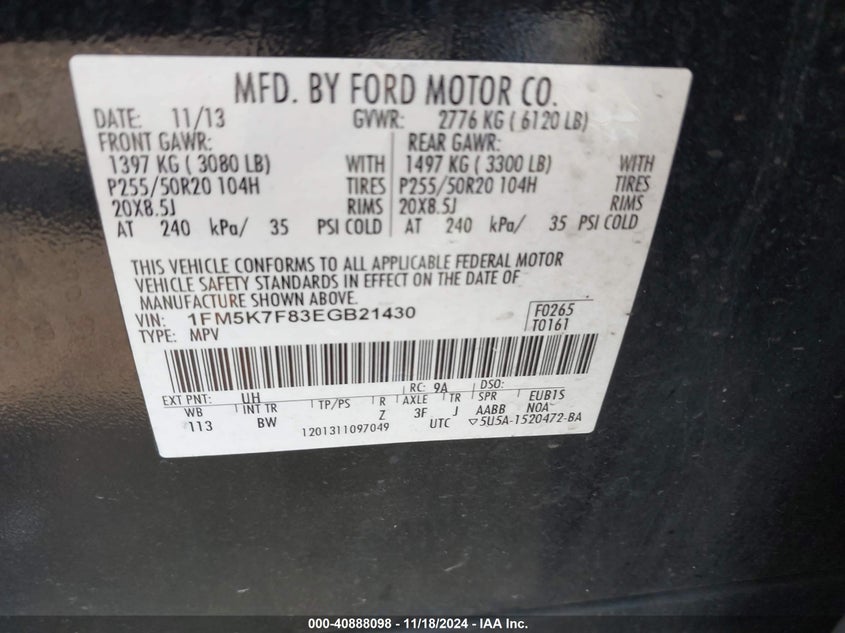 MFD. BY FORD MOTOR CO.
DATE: 11/13 GVWR: 2776 KG ( 6120 LB)
FRONT GAWR: REAR GAWR:
1397 KG ( 3080 LB) WITH 1497 KG ( 3300 LB) WITH
P255/50R20 104H TIRES P255/50R20 104H TIRES
20X8.5J RIMS 20X8.5J RIMS
AT 240 kPa/ 35 PSI COLD AT 240 kPa/ 35 PSI COLD
THIS VEHICLE CONFORMS TO ALL APPLICABLE FEDERAL MOTOR
VEHICLE SAFETY STANDARDS IN EFFECT ON THE DATE OF
MANUFACTURE SHOWN ABOVE.
VIN: 1FM5K7F83EGB21430 F0265
TYPE: MPV T0161
EXT PNT: UH RC: 9A DSO:
WB INT TR TP/PS R AXLE TR SPR EUB1S
113 BW Z 3F J AABB NOA
1201311097049 UTC ▽5U5A-1520472-BA
000-40888098 - 11/18/2024 - IAA Inc.